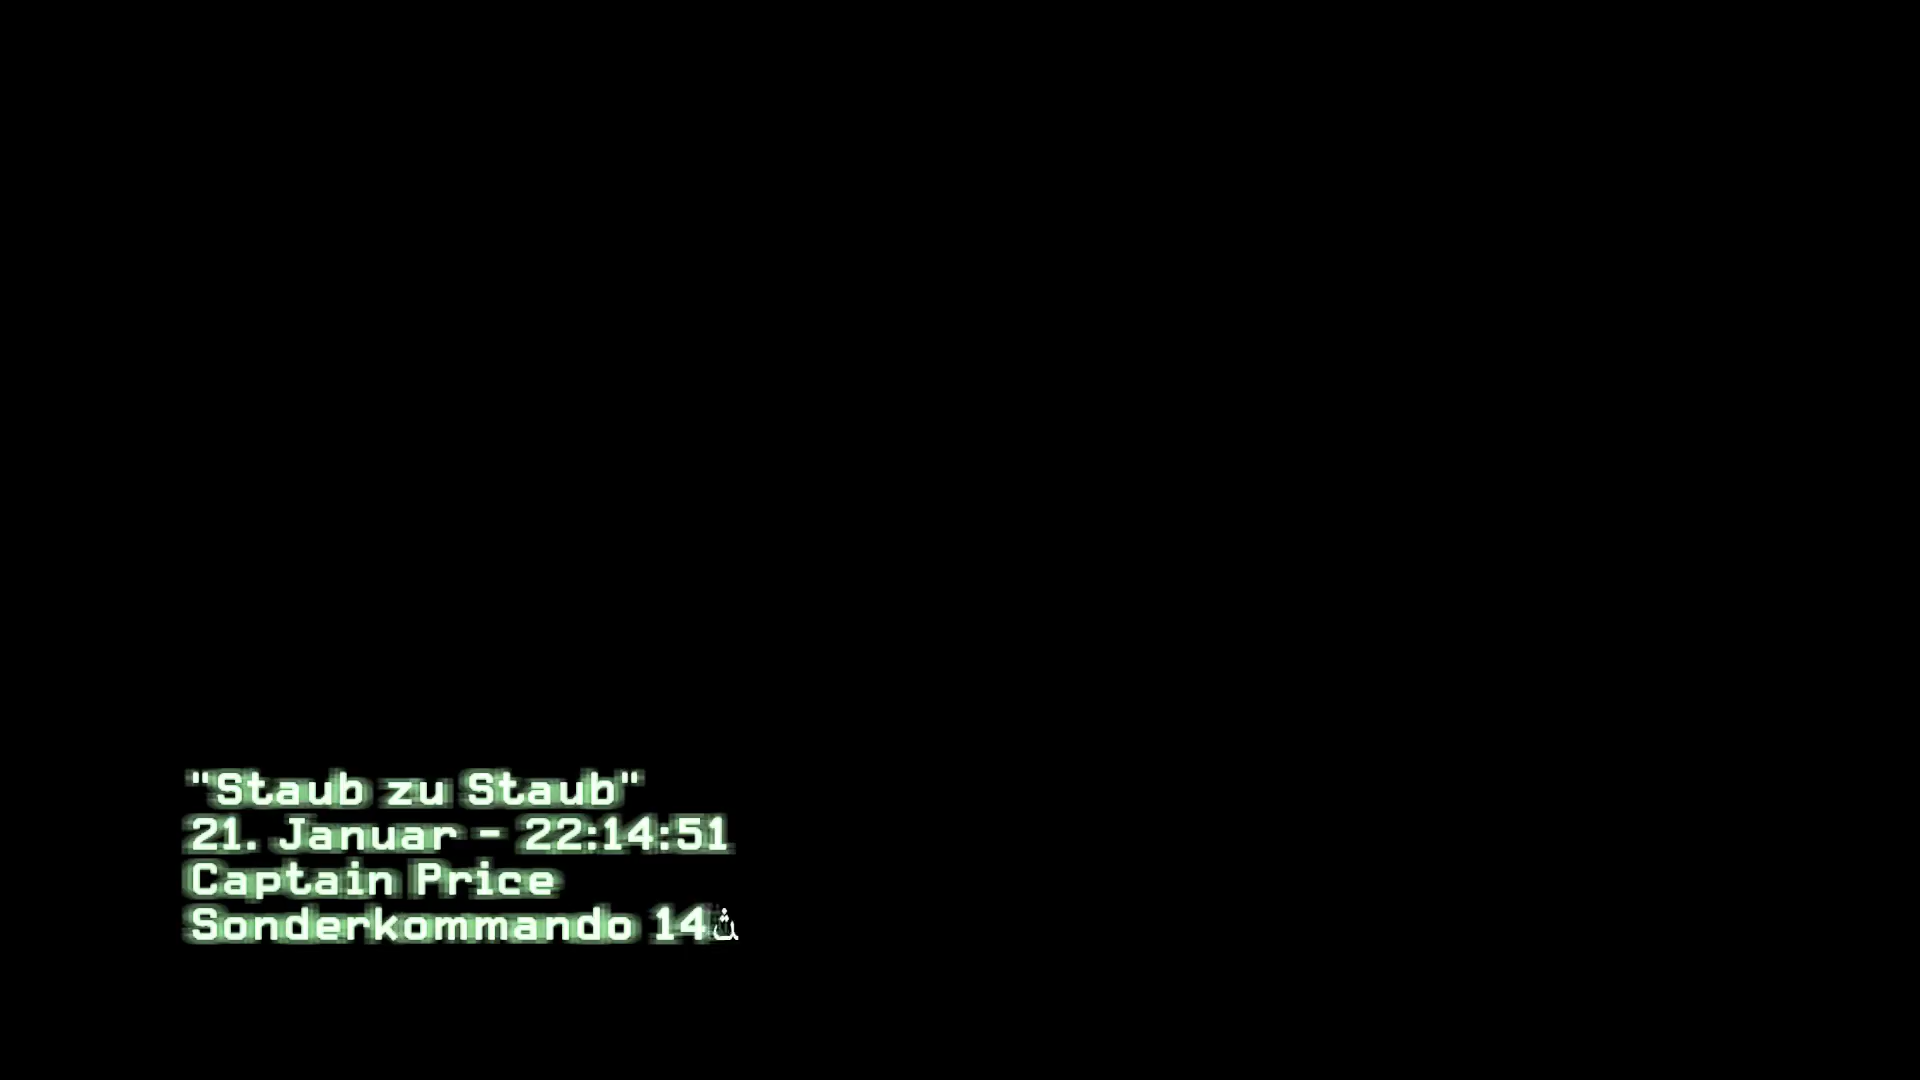 "Staub zu Staub"
21. Januar - 22:14:51
Captain Price
Sonderkommando 14